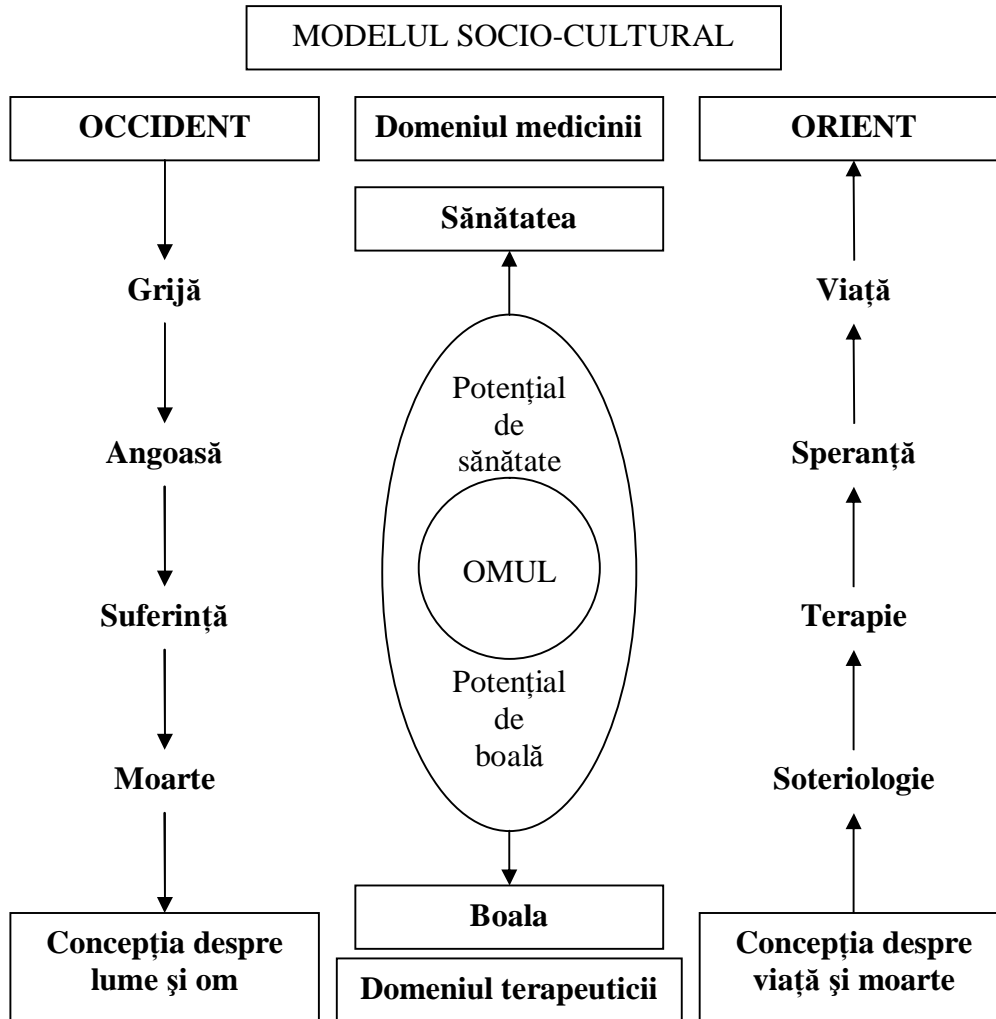 MODELUL SOCIO-CULTURAL
OCCIDENT
Grijă
Angoasă
Suferință
Moarte
Concepția despre
lume şi om
Domeniul medicinii
Sănătatea
Potențial
de
sănătate
OMUL
Potențial
de
boală
Boala
Domeniul terapeuticii
ORIENT
Viață
Speranță
Terapie
Soteriologie
Concepția despre
viață şi moarte